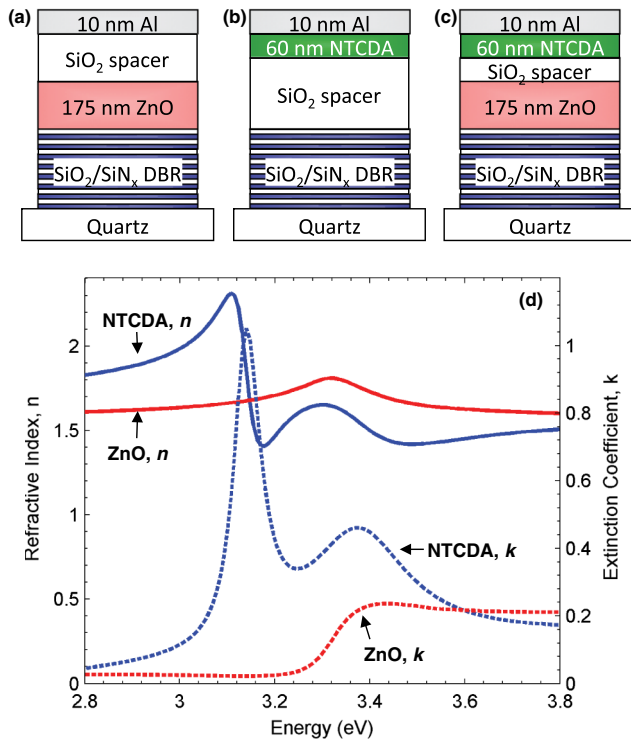 (a)
10 nm Al
SiO₂ spacer
175 nm ZnO
SiO₂/SiNₓ DBR
Quartz
(b)
10 nm Al
60 nm NTCDA
SiO₂ spacer
SiO₂/SiNₓ DBR
Quartz
(c)
10 nm Al
60 nm NTCDA
SiO₂ spacer
175 nm ZnO
SiO₂/SiNₓ DBR
Quartz
(d)
NTCDA, n
ZnO, n
NTCDA, k
ZnO, k
Refractive Index, n
2
1.5
1
0.5
0
Extinction Coefficient, k
1
0.8
0.6
0.4
0.2
0
2.8 3 3.2 3.4 3.6 3.8
Energy (eV)